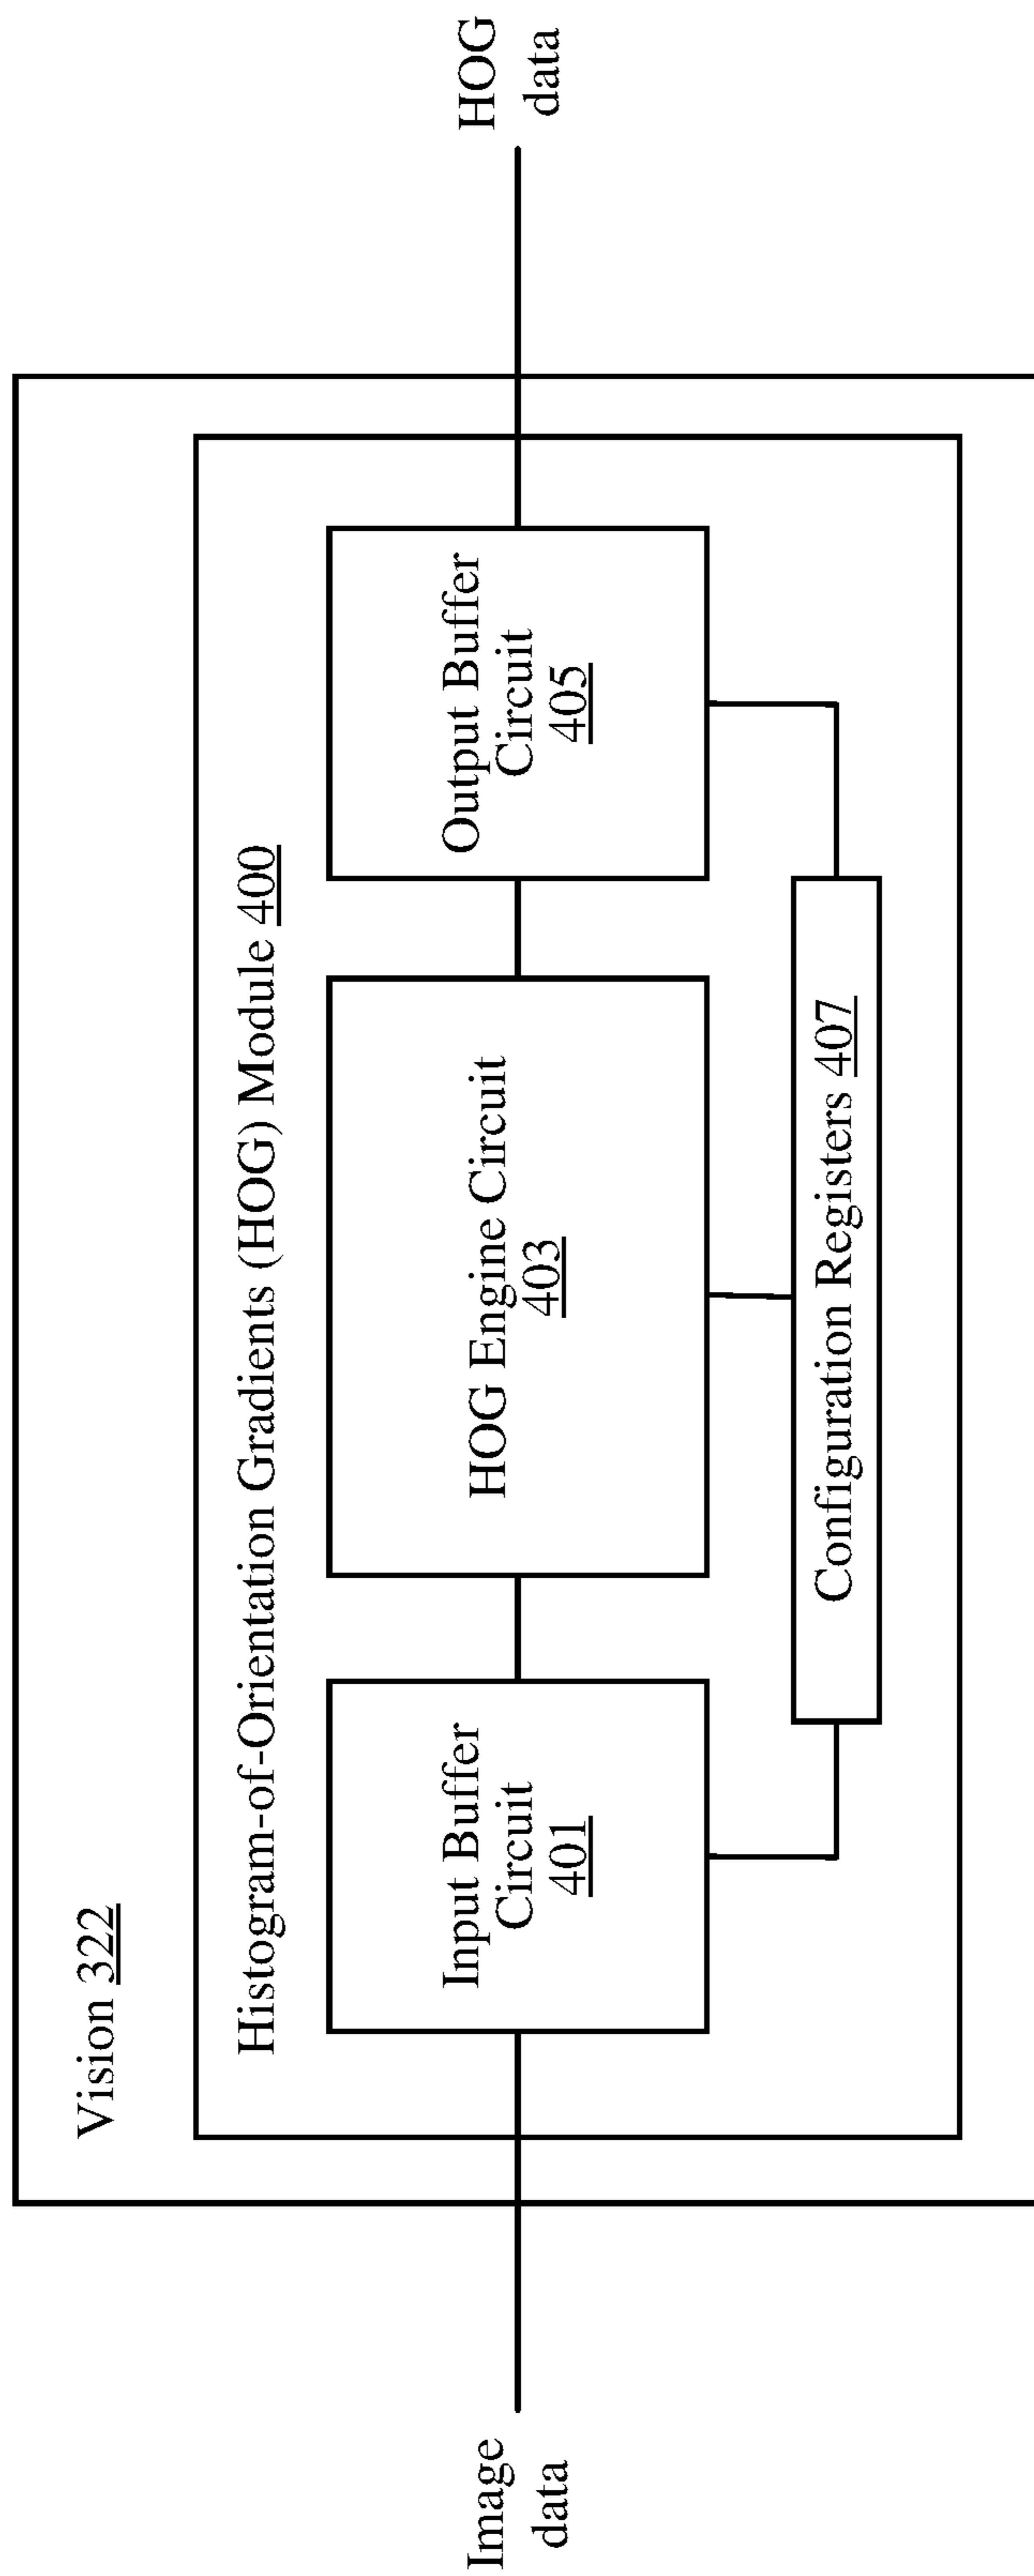 Vision 322
Histogram-of-Orientation Gradients (HOG) Module 400
Image
data
Input Buffer
Circuit
401
HOG Engine Circuit
403
Output Buffer
Circuit
405
HOG
data
Configuration Registers 407